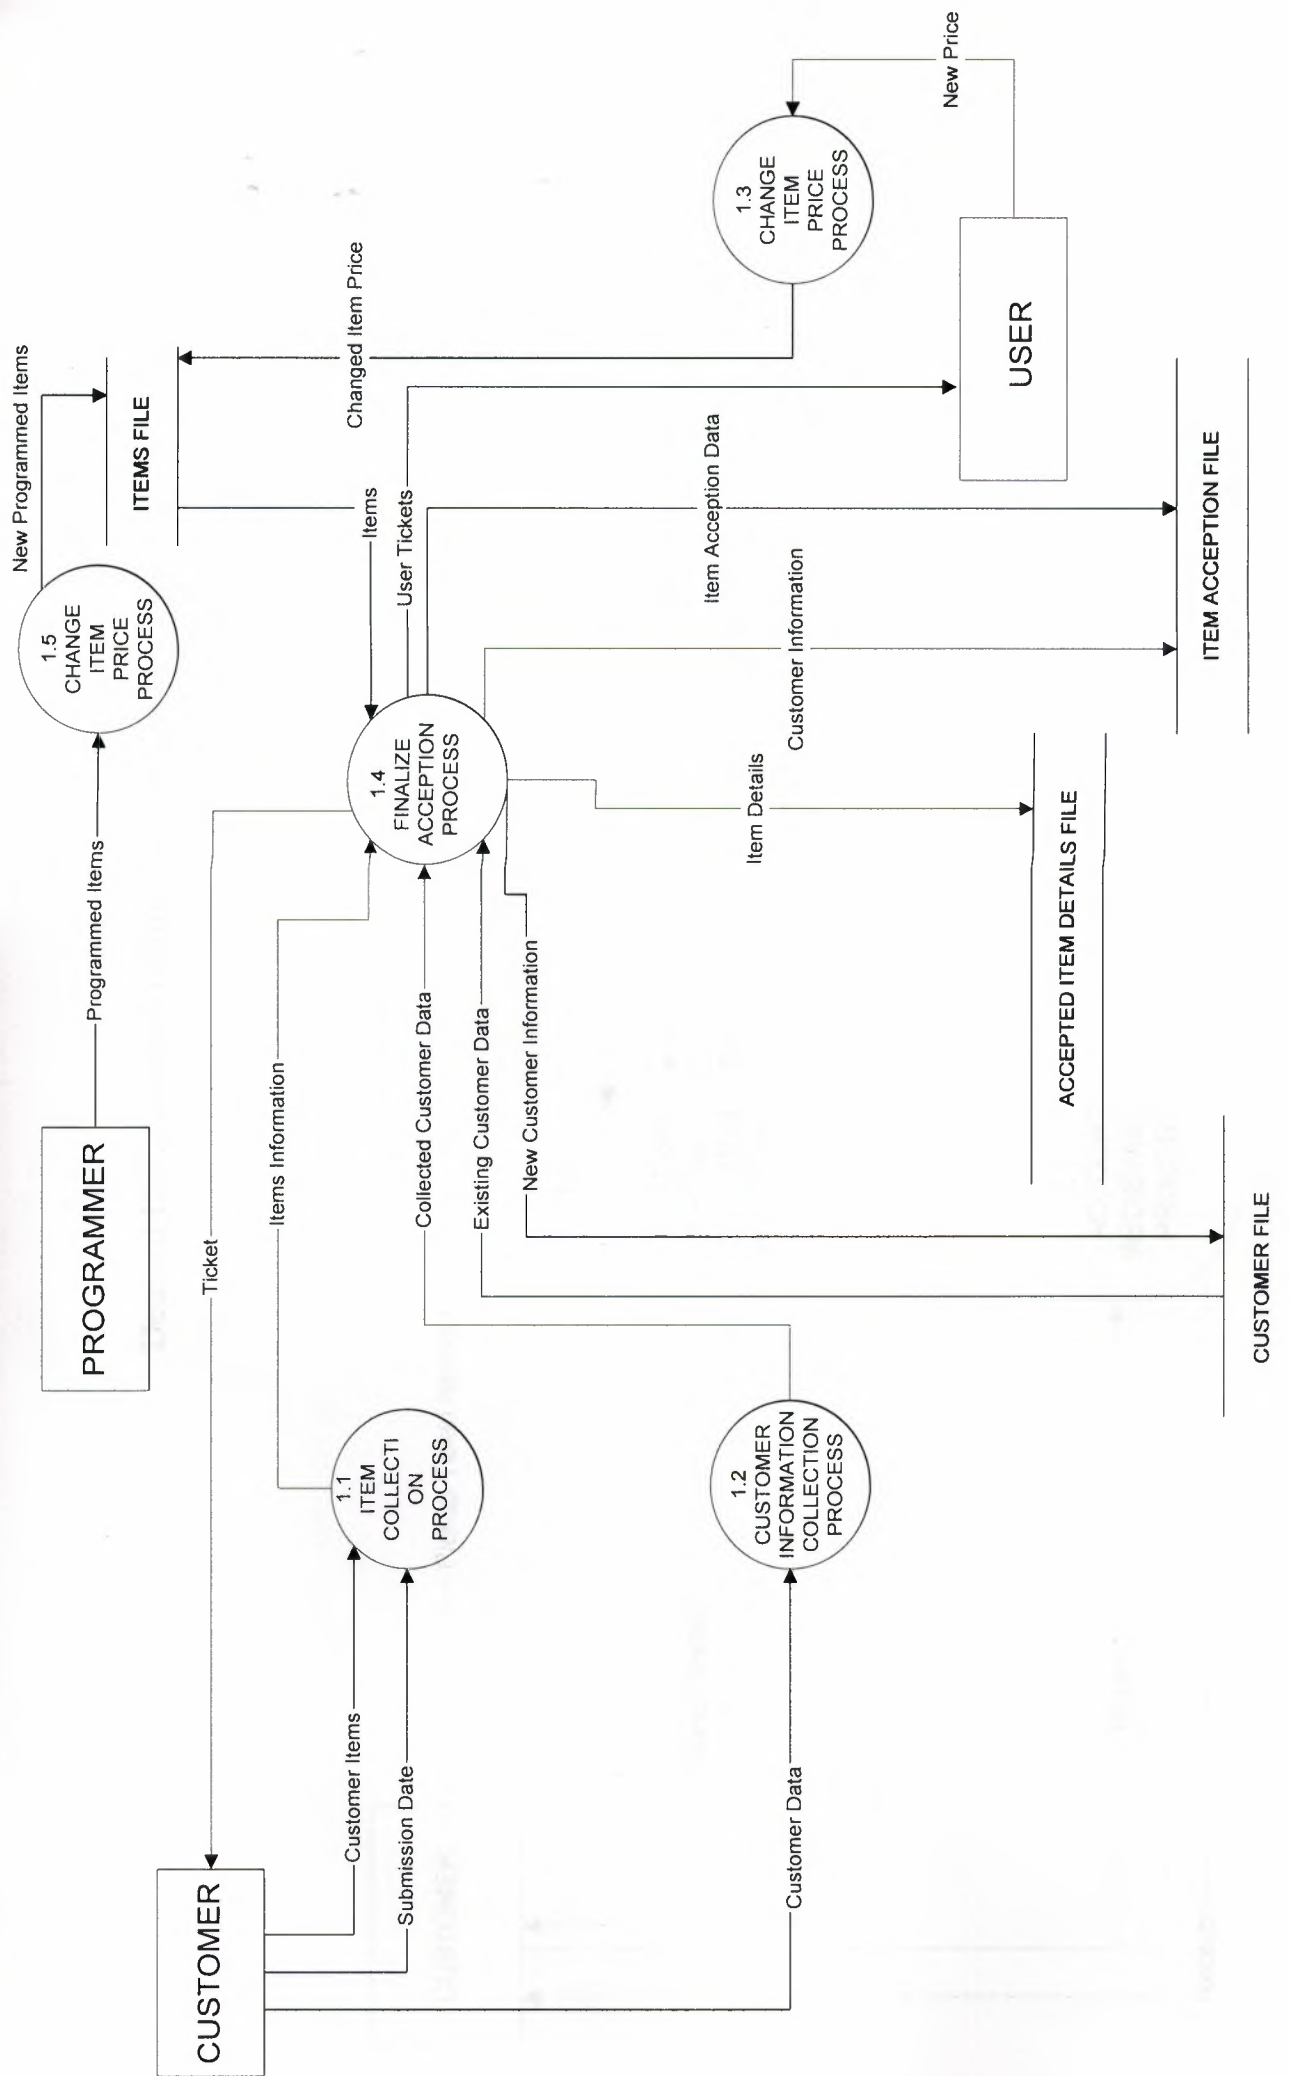 CUSTOMER
PROGRAMMER
Programmed Items
1.5
CHANGE
ITEM
PRICE
PROCESS
New Programmed Items
ITEMS FILE
Ticket
Items Information
Customer Items
Submission Date
1.1
ITEM
COLLECTI
ON
PROCESS
Collected Customer Data
Existing Customer Data
New Customer Information
1.4
FINALIZE
ACCEPTION
PROCESS
Items
User Tickets
Changed Item Price
Item Acception Data
Customer Information
Item Details
Customer Data
1.2
CUSTOMER
INFORMATION
COLLECTION
PROCESS
1.3
CHANGE
ITEM
PRICE
PROCESS
New Price
USER
ACCEPTED ITEM DETAILS FILE
ITEM ACCEPTION FILE
CUSTOMER FILE